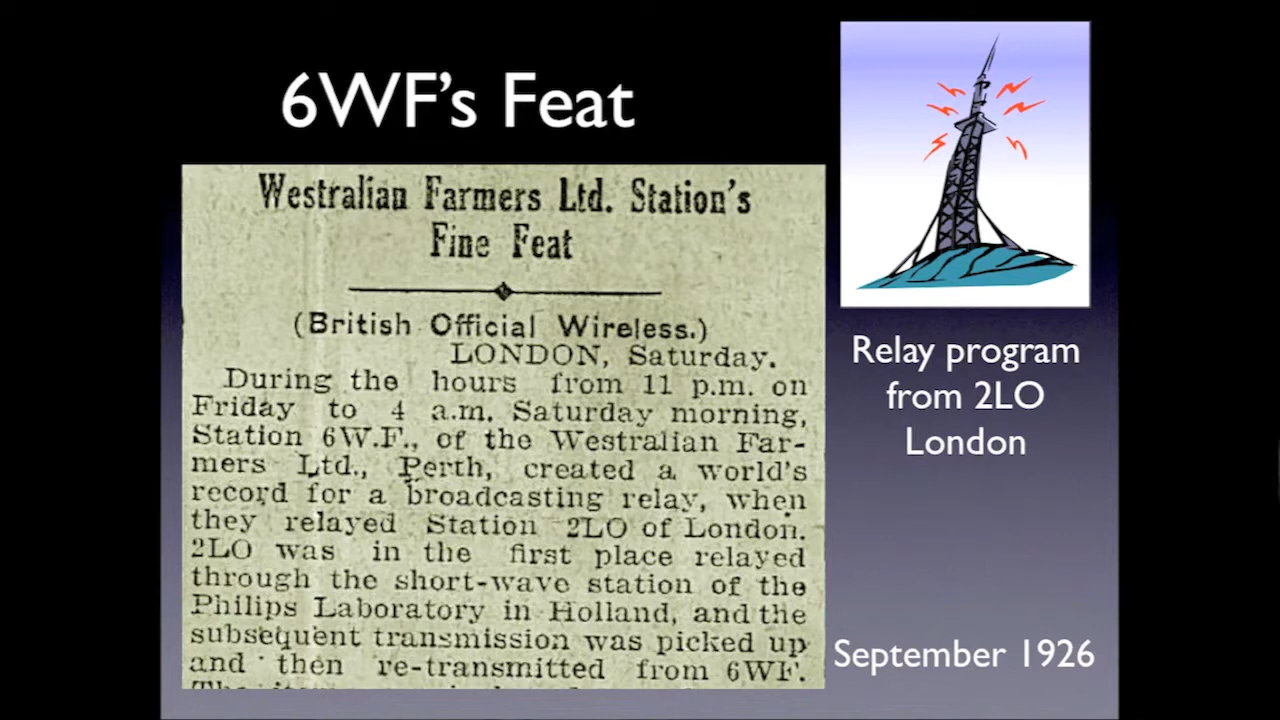 6WF's Feat
Westralian Farmers Ltd. Station's
Fine Feat
(British Official Wireless.)
LONDON, Saturday.
During the hours from 11 p.m. on
Friday to 4 a.m. Saturday morning,
Station 6W.F., of the Westralian Far-
mers Ltd., Perth, created a world's
record for a broadcasting relay, when
they relayed Station 2LO of London.
2LO was in the first place relayed
through the short-wave station of the
Philips Laboratory in Holland, and the
subsequent transmission was picked up
and then re-transmitted from 6WF.
Relay program
from 2LO
London
September 1926